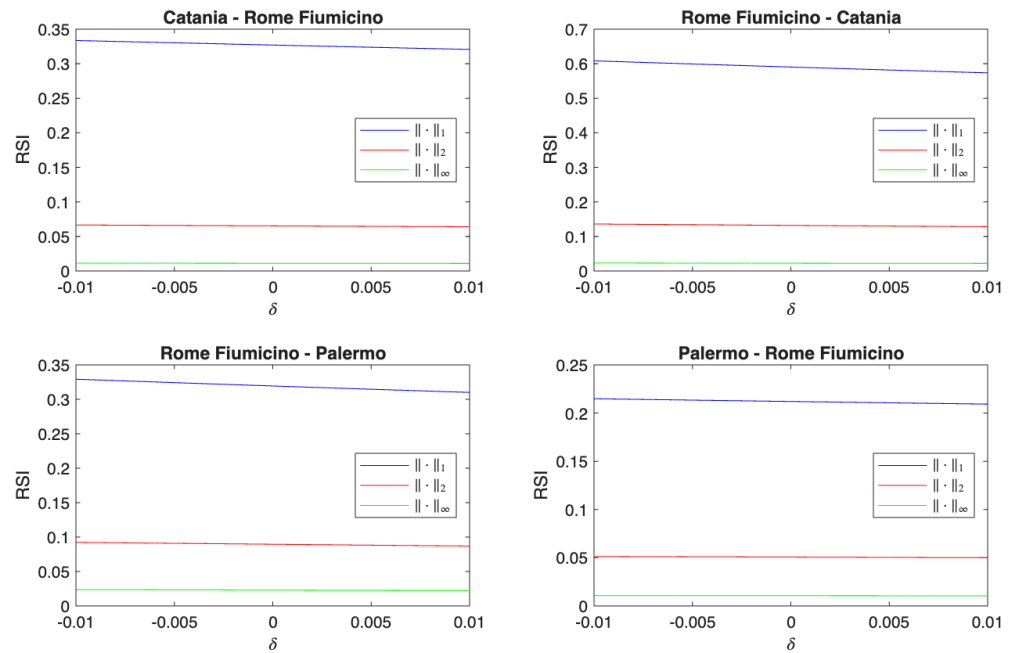 Catania - Rome Fiumicino
0.35
0.3
0.25
0.2
0.15
0.1
0.05
0
RSI
-0.01 -0.005 0 0.005 0.01
δ
‖ · ‖₁
‖ · ‖₂
‖ · ‖∞
Rome Fiumicino - Catania
0.7
0.6
0.5
0.4
0.3
0.2
0.1
0
RSI
-0.01 -0.005 0 0.005 0.01
δ
‖ · ‖₁
‖ · ‖₂
‖ · ‖∞
Rome Fiumicino - Palermo
0.35
0.3
0.25
0.2
0.15
0.1
0.05
0
RSI
-0.01 -0.005 0 0.005 0.01
δ
‖ · ‖₁
‖ · ‖₂
‖ · ‖∞
Palermo - Rome Fiumicino
0.25
0.2
0.15
0.1
0.05
0
RSI
-0.01 -0.005 0 0.005 0.01
δ
‖ · ‖₁
‖ · ‖₂
‖ · ‖∞